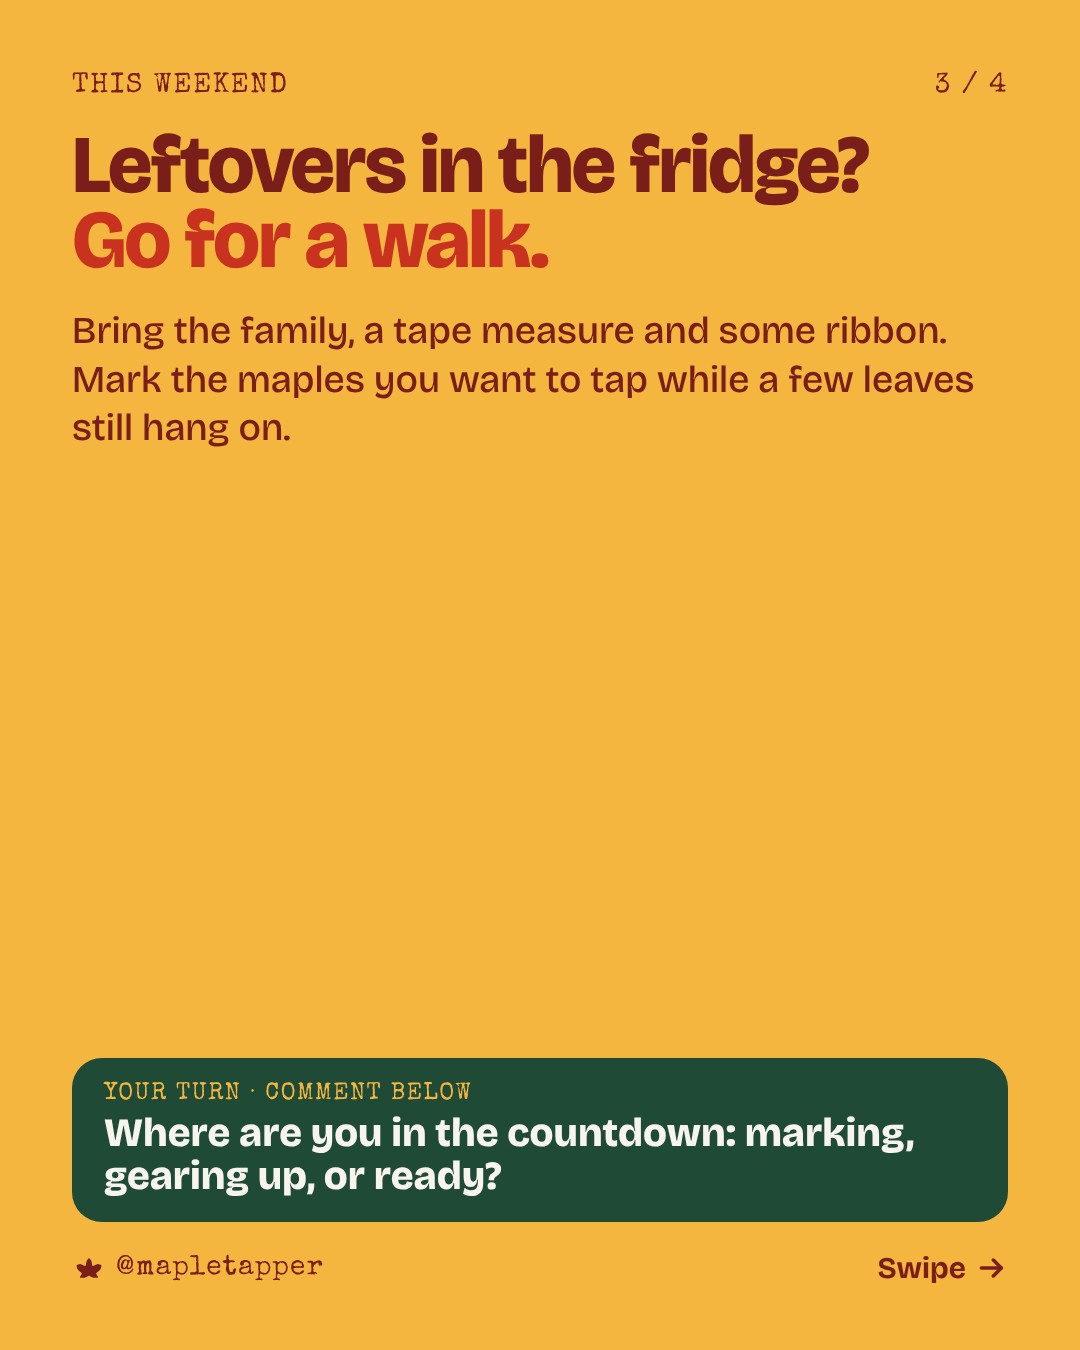 THIS WEEKEND
3 / 4
Leftovers in the fridge?
Go for a walk.
Bring the family, a tape measure and some ribbon.
Mark the maples you want to tap while a few leaves
still hang on.
YOUR TURN · COMMENT BELOW
Where are you in the countdown: marking,
gearing up, or ready?
@mapletapper
Swipe →